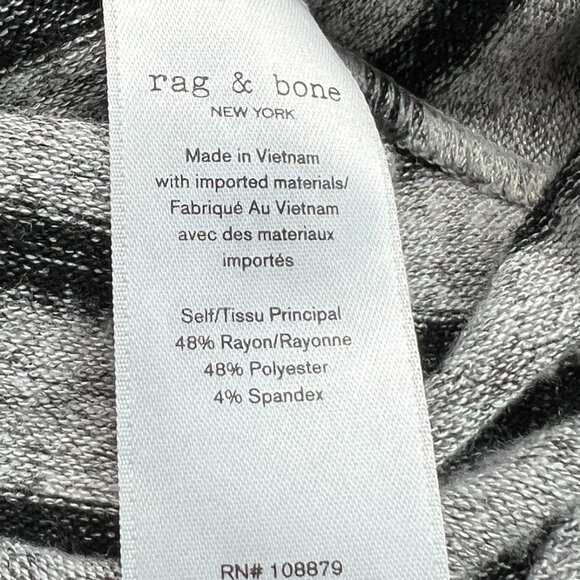 rag & bone
NEW YORK
Made in Vietnam
with imported materials/
Fabriqué Au Vietnam
avec des materiaux
importés
Self/Tissu Principal
48% Rayon/Rayonne
48% Polyester
4% Spandex
RN# 108879